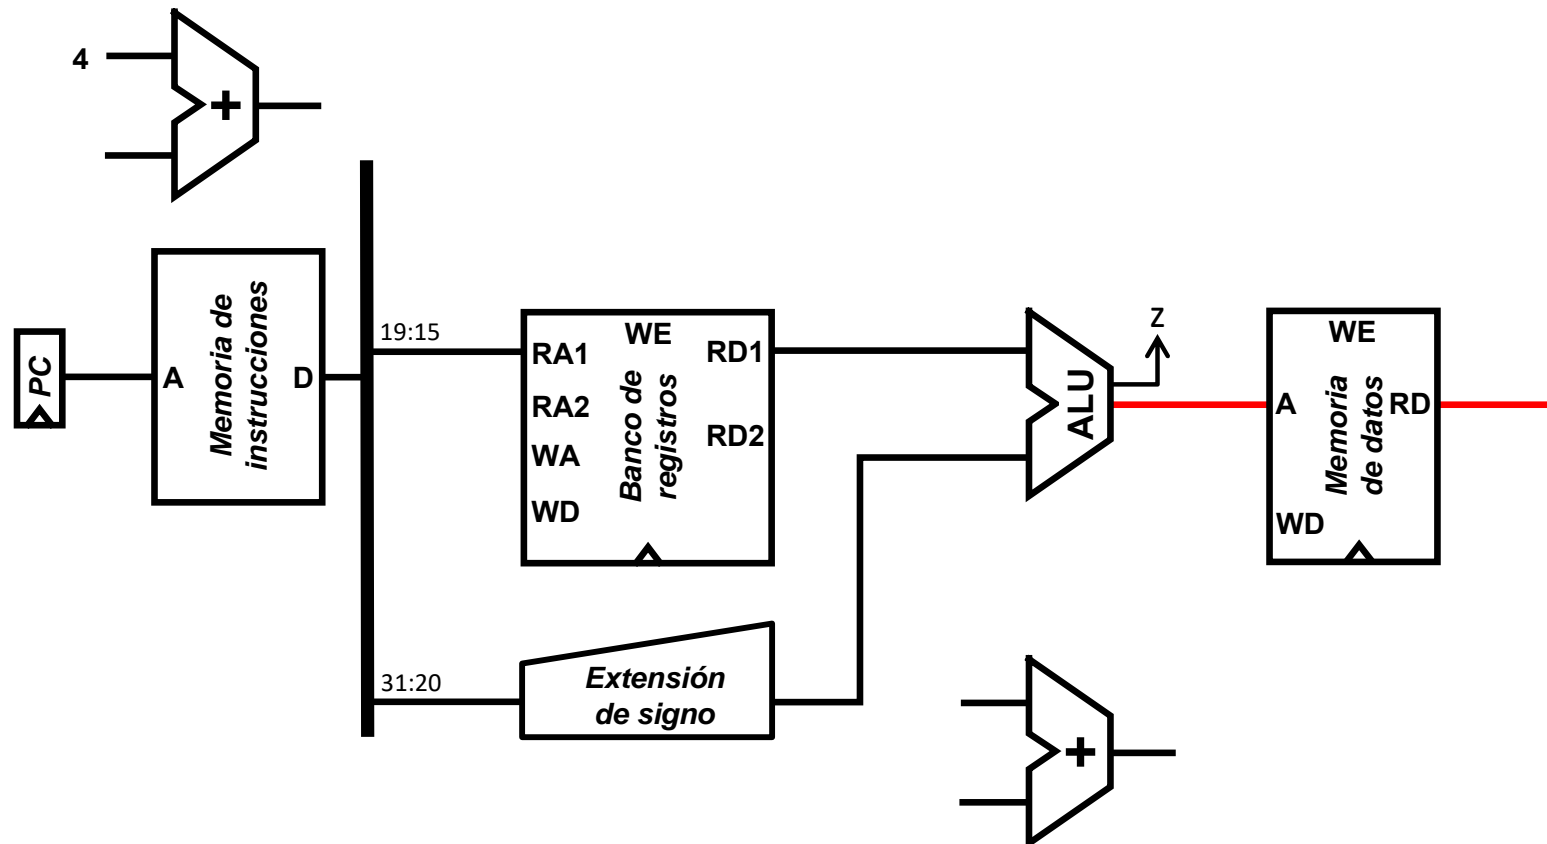 4
+
PC
A
Memoria de
instrucciones
D
19:15
31:20
RA1
RA2
WA
WD
WE
Banco de
registros
RD1
RD2
Extensión
de signo
ALU
Z
+
A
WE
Memoria
de datos
RD
WD